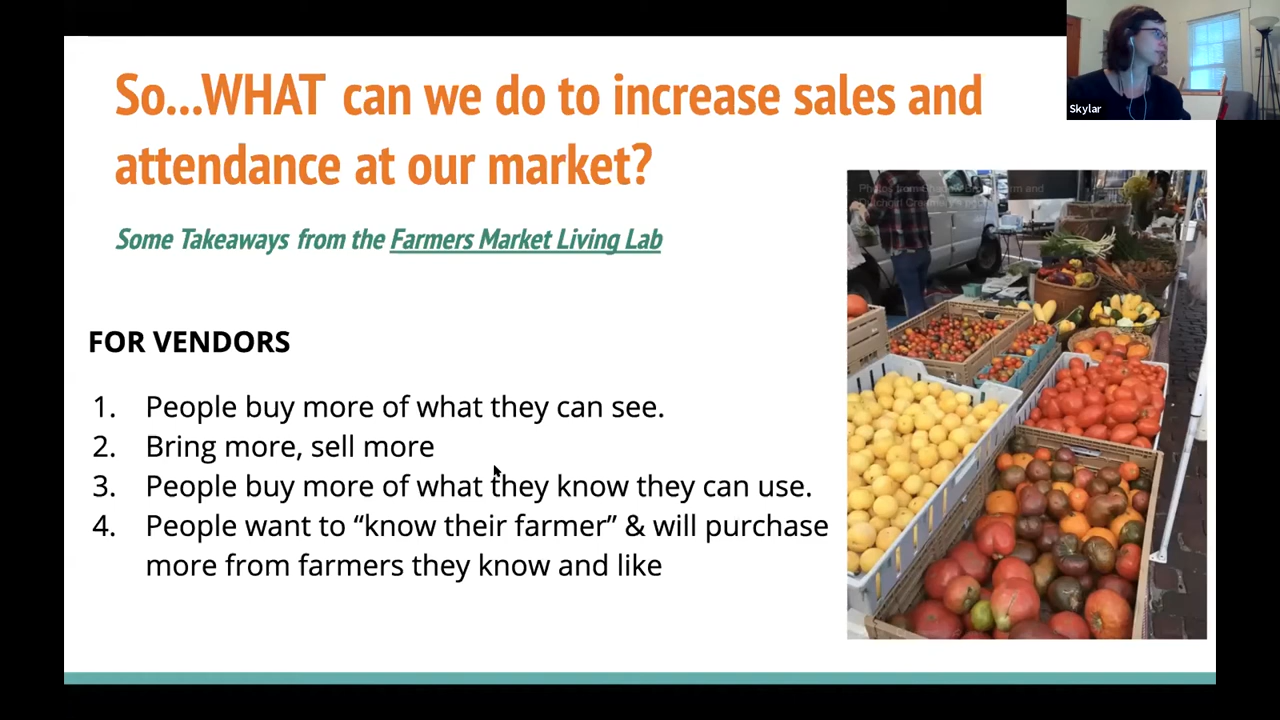 So...WHAT can we do to increase sales and
attendance at our market?
Some Takeaways from the Farmers Market Living Lab
FOR VENDORS
1. People buy more of what they can see.
2. Bring more, sell more
3. People buy more of what they know they can use.
4. People want to “know their farmer” & will purchase
more from farmers they know and like
Skylar
Photos from